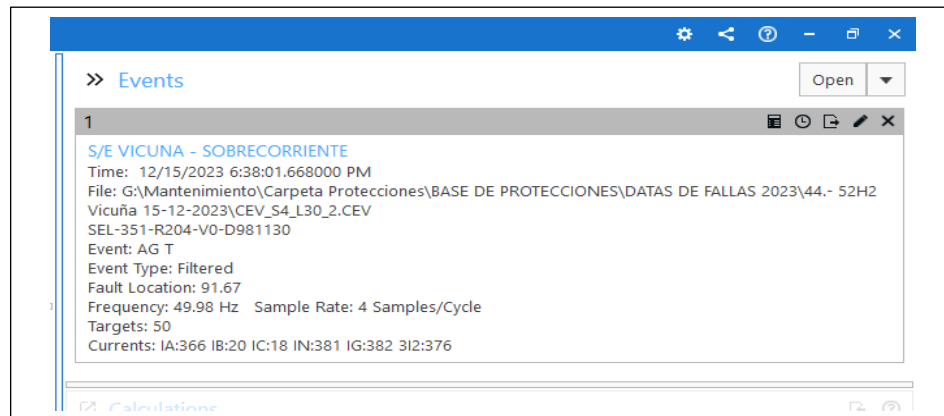 Events
Open
1
S/E VICUNA - SOBRECORRIENTE
Time: 12/15/2023 6:38:01.668000 PM
File: G:\Mantenimiento\Carpeta Protecciones\BASE DE PROTECCIONES\DATAS DE FALLAS 2023\44.- 52H2
Vicuña 15-12-2023\CEV_S4_L30_2.CEV
SEL-351-R204-V0-D981130
Event: AG T
Event Type: Filtered
Fault Location: 91.67
Frequency: 49.98 Hz Sample Rate: 4 Samples/Cycle
Targets: 50
Currents: IA:366 IB:20 IC:18 IN:381 IG:382 3I2:376
Calculations